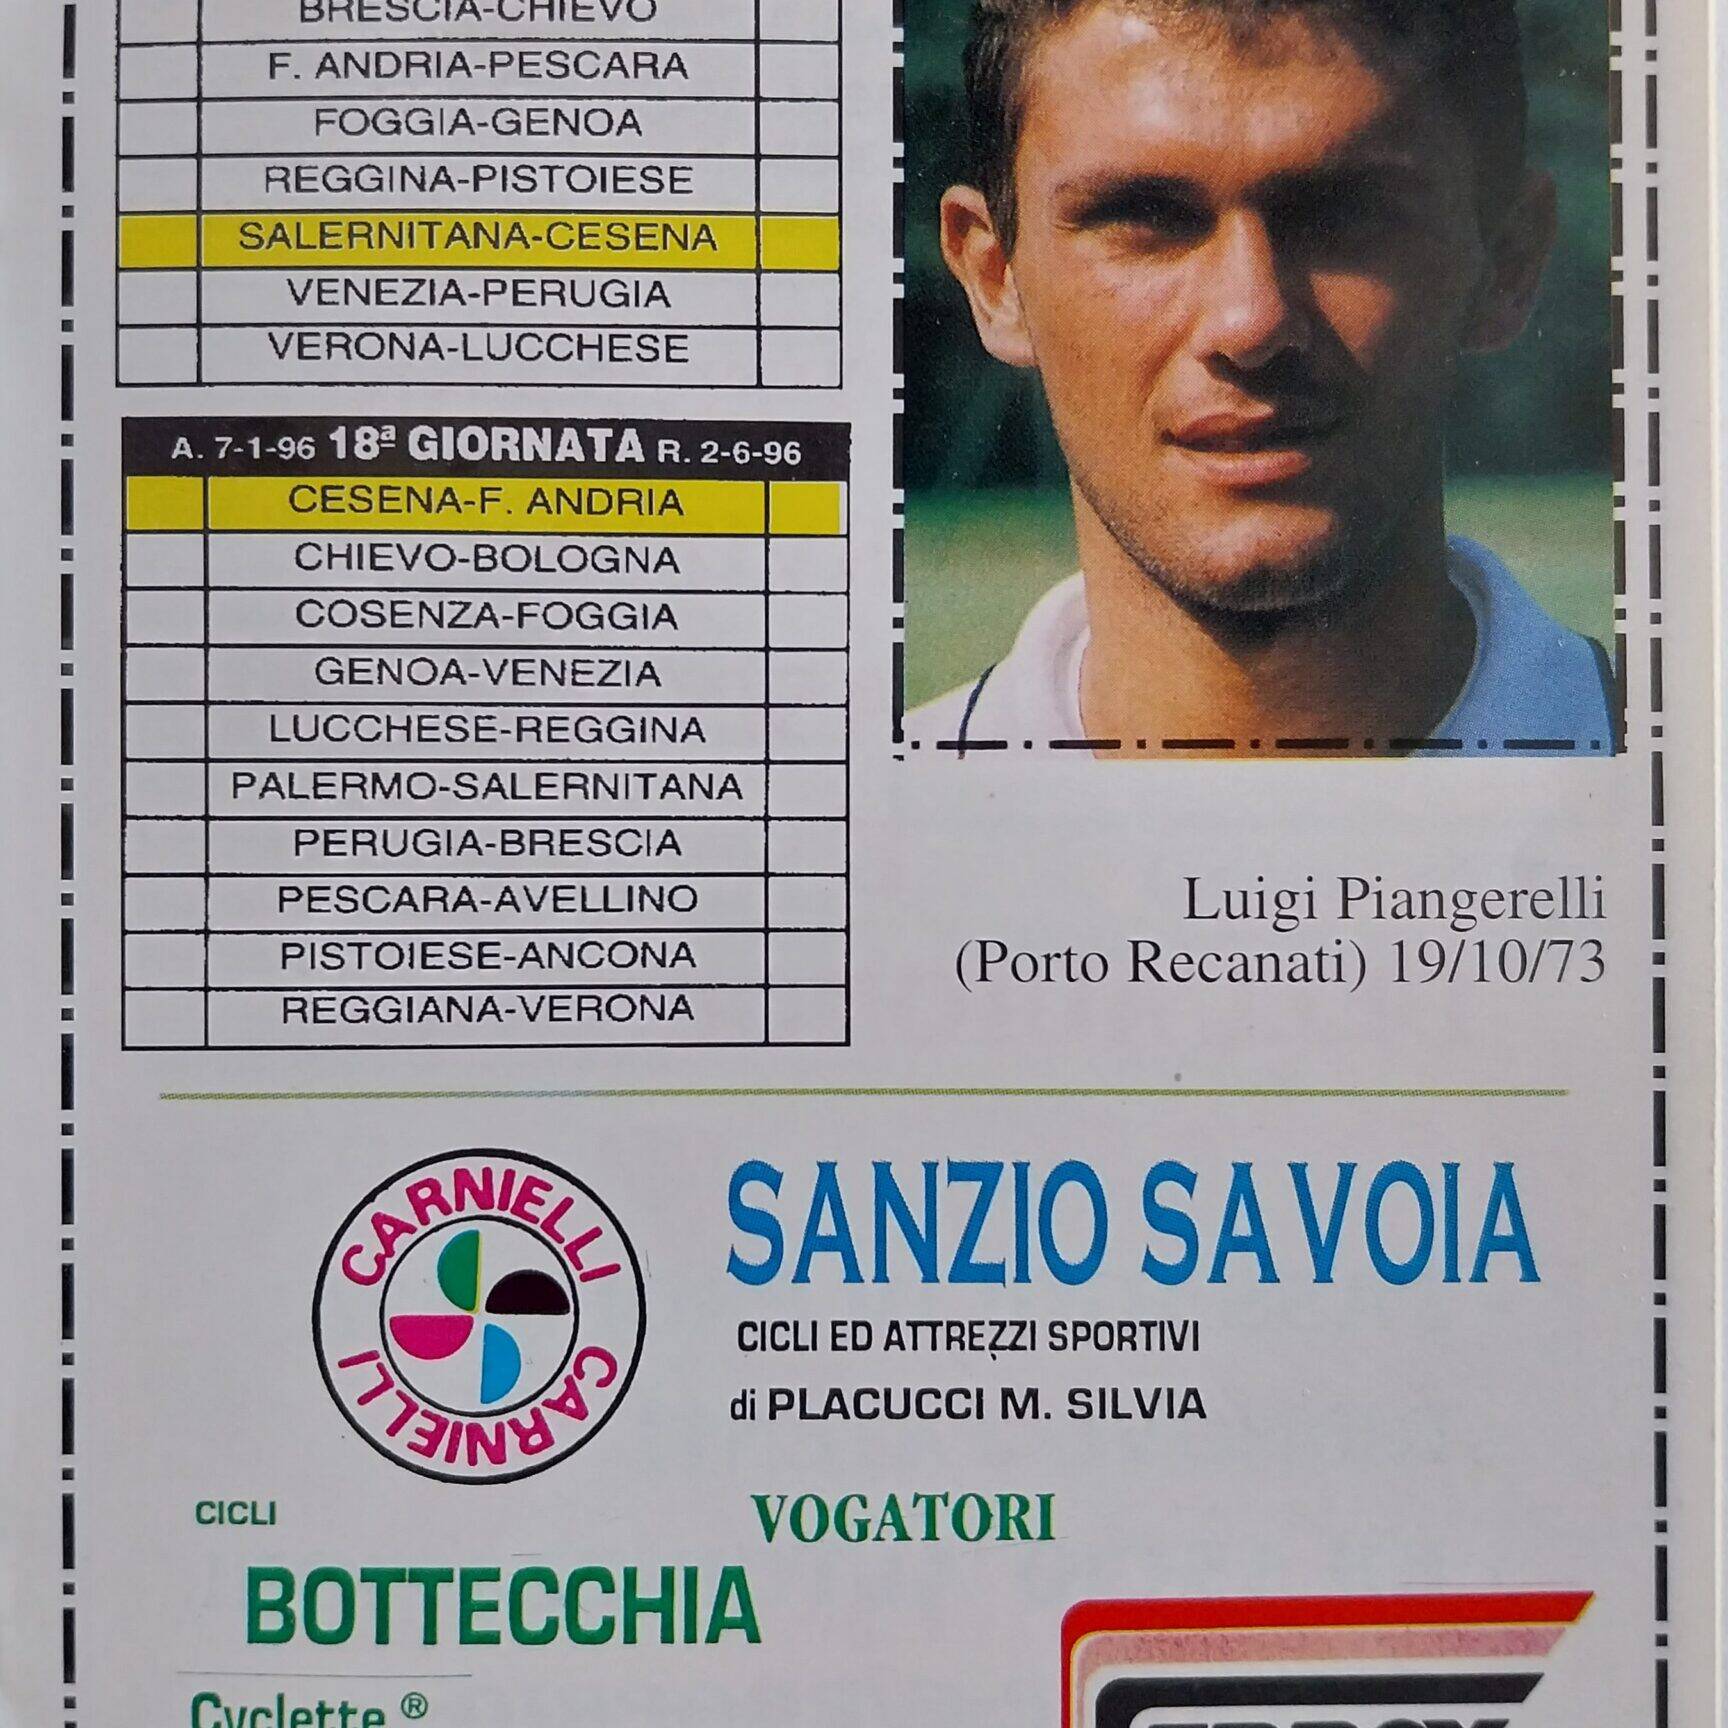 BRESCIA-CHIEVO
F. ANDRIA-PESCARA
FOGGIA-GENOA
REGGINA-PISTOIESE
SALERNITANA-CESENA
VENEZIA-PERUGIA
VERONA-LUCCHESE
A. 7-1-96 18ª GIORNATA R. 2-6-96
CESENA-F. ANDRIA
CHIEVO-BOLOGNA
COSENZA-FOGGIA
GENOA-VENEZIA
LUCCHESE-REGGINA
PALERMO-SALERNITANA
PERUGIA-BRESCIA
PESCARA-AVELLINO
PISTOIESE-ANCONA
REGGIANA-VERONA
Luigi Piangerelli
(Porto Recanati) 19/10/73
CARNIELLI
CARNIELLI
SANZIO SAVOIA
CICLI ED ATTREZZI SPORTIVI
di PLACUCCI M. SILVIA
CICLI
BOTTECCHIA
Cyclette ®
VOGATORI